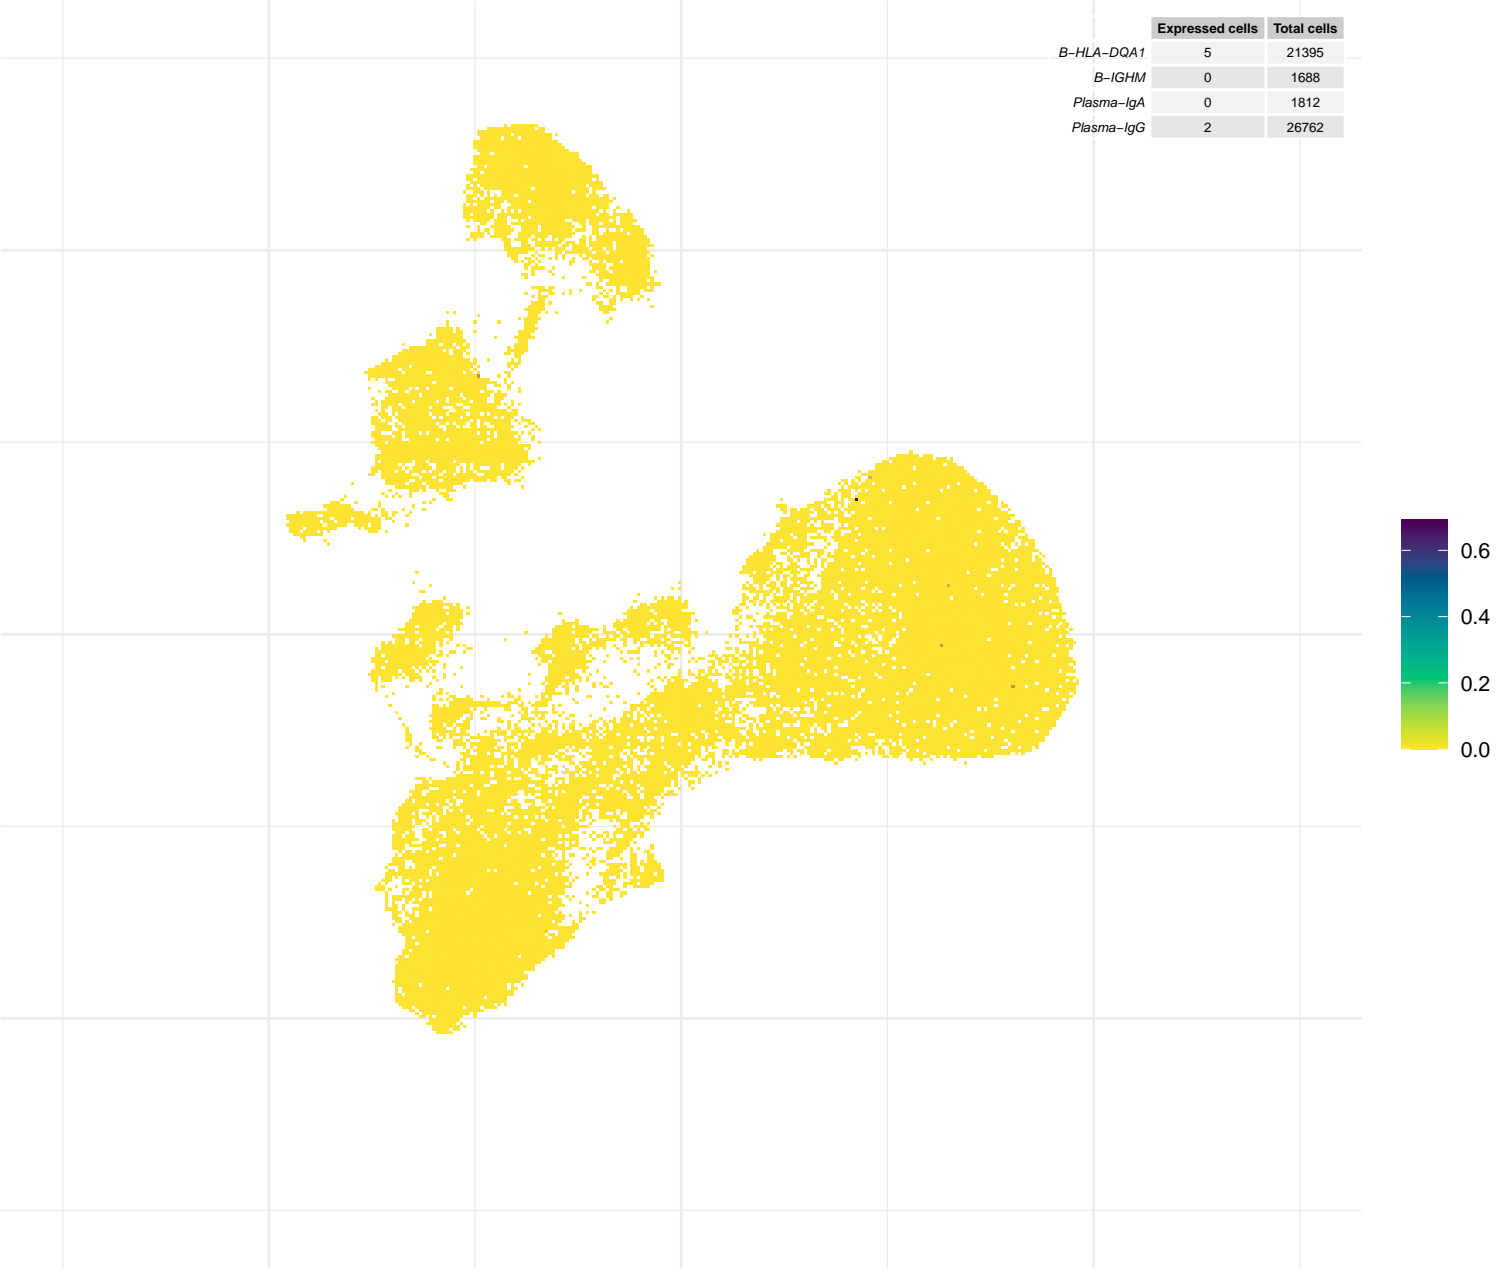 Expressed cells Total cells
B−HLA−DQA1 5 21395
B−IGHM 0 1688
Plasma−IgA 0 1812
Plasma−IgG 2 26762
0.6
0.4
0.2
0.0